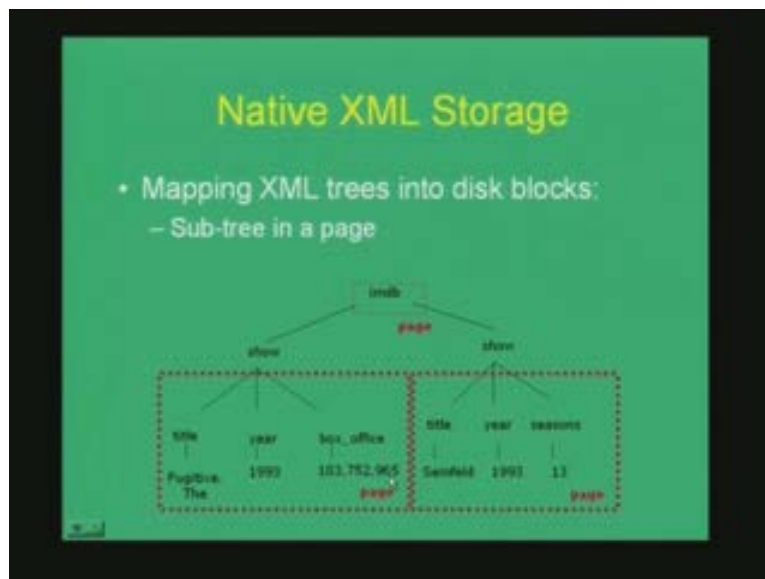 Native XML Storage
• Mapping XML trees into disk blocks:
– Sub-tree in a page
imdb
page
show
show
title
year
box_office
title
year
seasons
Fugitive, The
1993
183,752,965
Seinfeld
1993
13
page
page